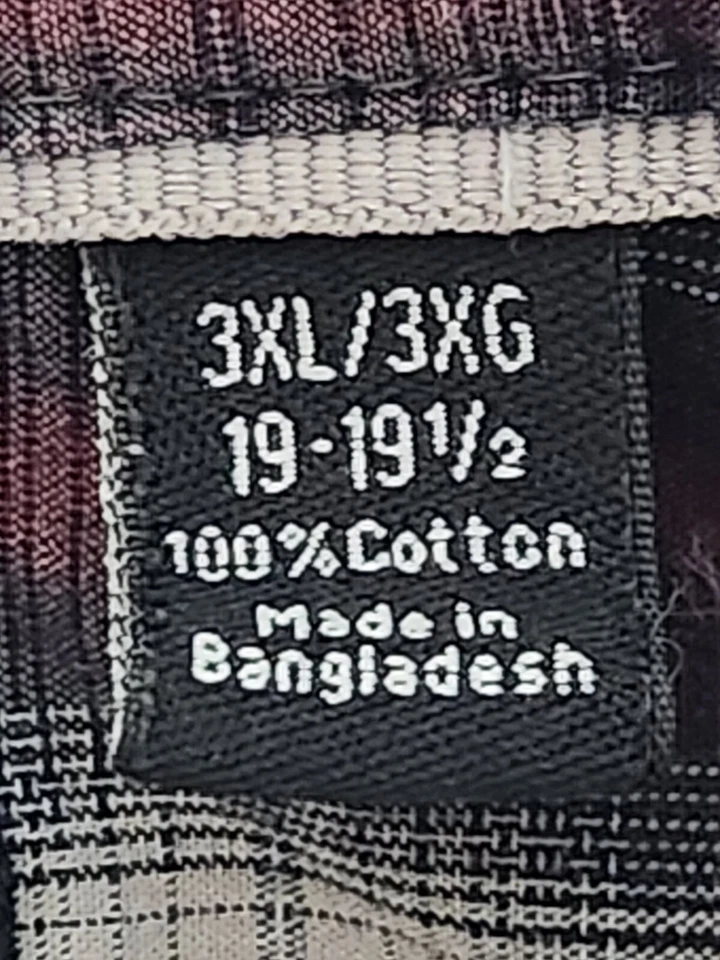 3XL/3XG
19-19½
100% Cotton
Made in
Bangladesh